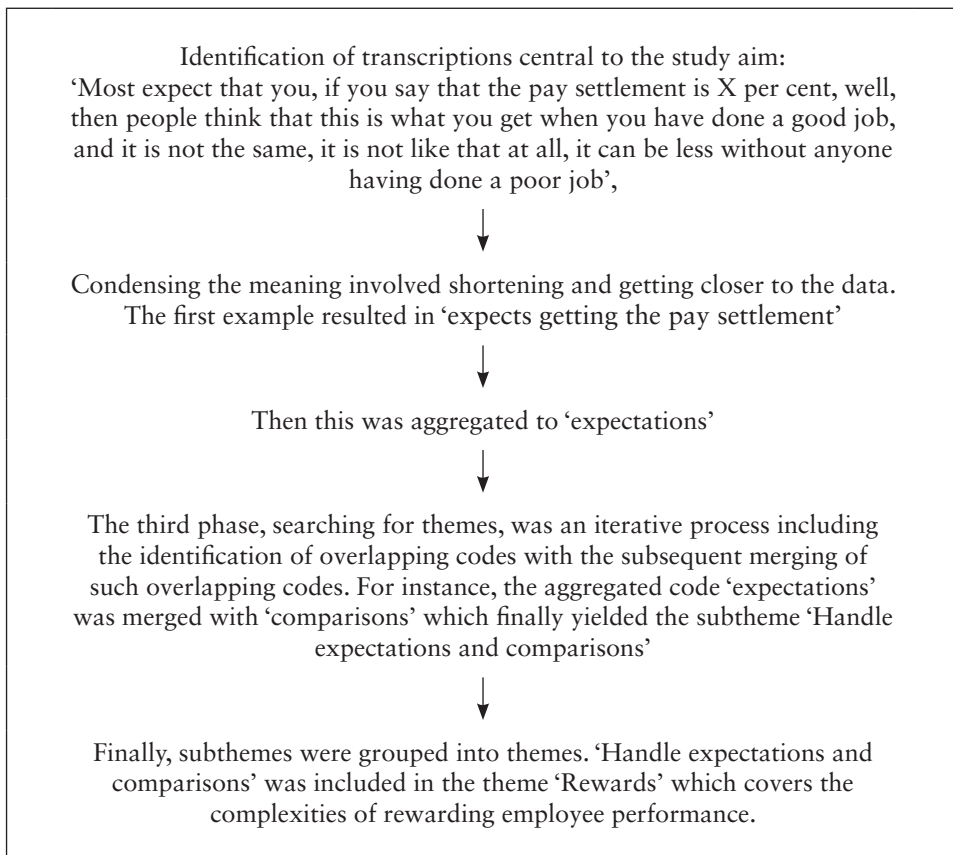 Identification of transcriptions central to the study aim:
‘Most expect that you, if you say that the pay settlement is X per cent, well,
then people think that this is what you get when you have done a good job,
and it is not the same, it is not like that at all, it can be less without anyone
having done a poor job’,
Condensing the meaning involved shortening and getting closer to the data.
The first example resulted in ‘expects getting the pay settlement’
Then this was aggregated to ‘expectations’
The third phase, searching for themes, was an iterative process including
the identification of overlapping codes with the subsequent merging of
such overlapping codes. For instance, the aggregated code ‘expectations’
was merged with ‘comparisons’ which finally yielded the subtheme ‘Handle
expectations and comparisons’
Finally, subthemes were grouped into themes. ‘Handle expectations and
comparisons’ was included in the theme ‘Rewards’ which covers the
complexities of rewarding employee performance.